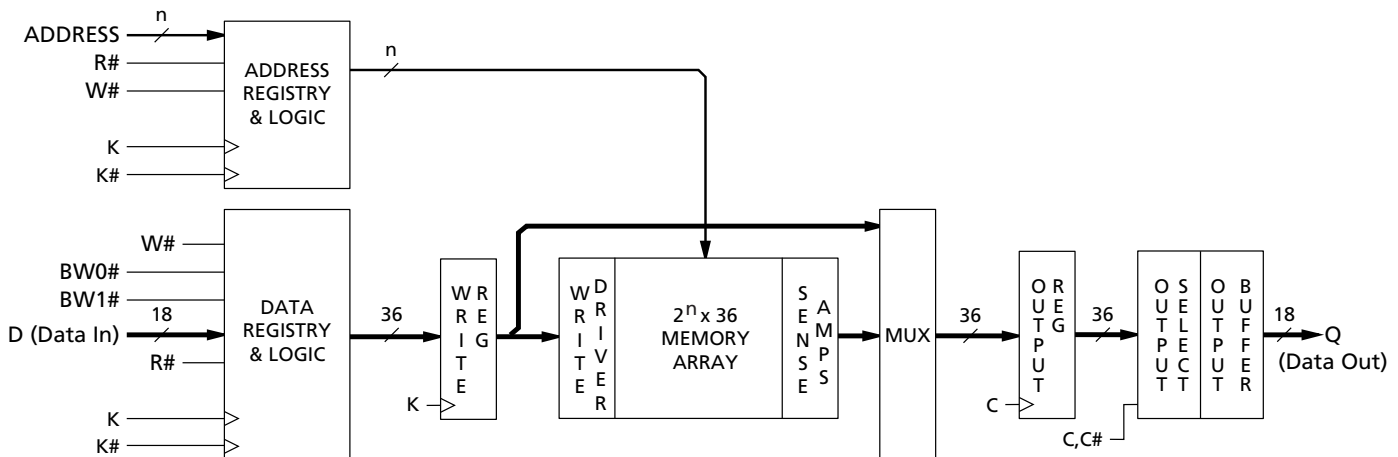 n
ADDRESS
R#
W#
K
K#
ADDRESS
REGISTRY
& LOGIC
n
W#
BW0#
BW1#
18
D (Data In)
R#
K
K#
DATA
REGISTRY
& LOGIC
36
WRITE
REG
K
WRITE
DRIVER
2ⁿ x 36
MEMORY
ARRAY
SENSE
AMPS
MUX
36
OUTPUT
REG
C
36
OUTPUT
SELECT
OUTPUT
BUFFER
C,C#
18
Q
(Data Out)